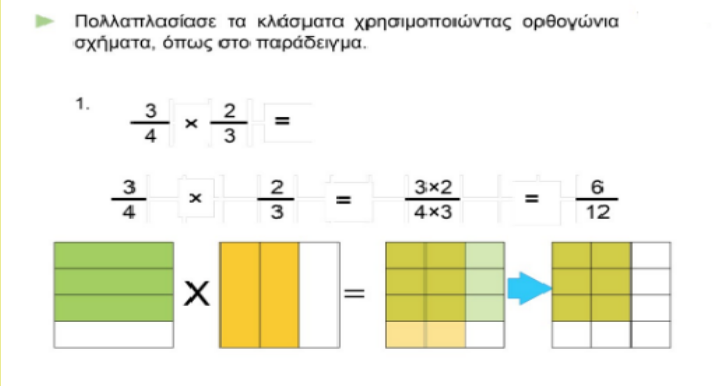 Πολλαπλασίασε τα κλάσματα χρησιμοποιώντας ορθογώνια
σχήματα, όπως στο παράδειγμα.
1. 3/4 × 2/3 =
3/4 × 2/3 = 3×2/4×3 = 6/12
X =